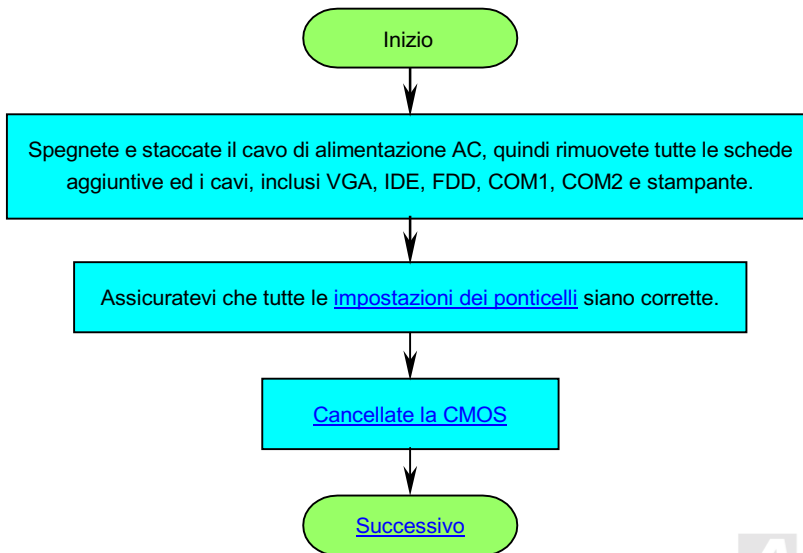 Inizio
Spegnete e staccate il cavo di alimentazione AC, quindi rimuovete tutte le schede
aggiuntive ed i cavi, inclusi VGA, IDE, FDD, COM1, COM2 e stampante.
Assicuratevi che tutte le impostazioni dei ponticelli siano corrette.
Cancellate la CMOS
Successivo